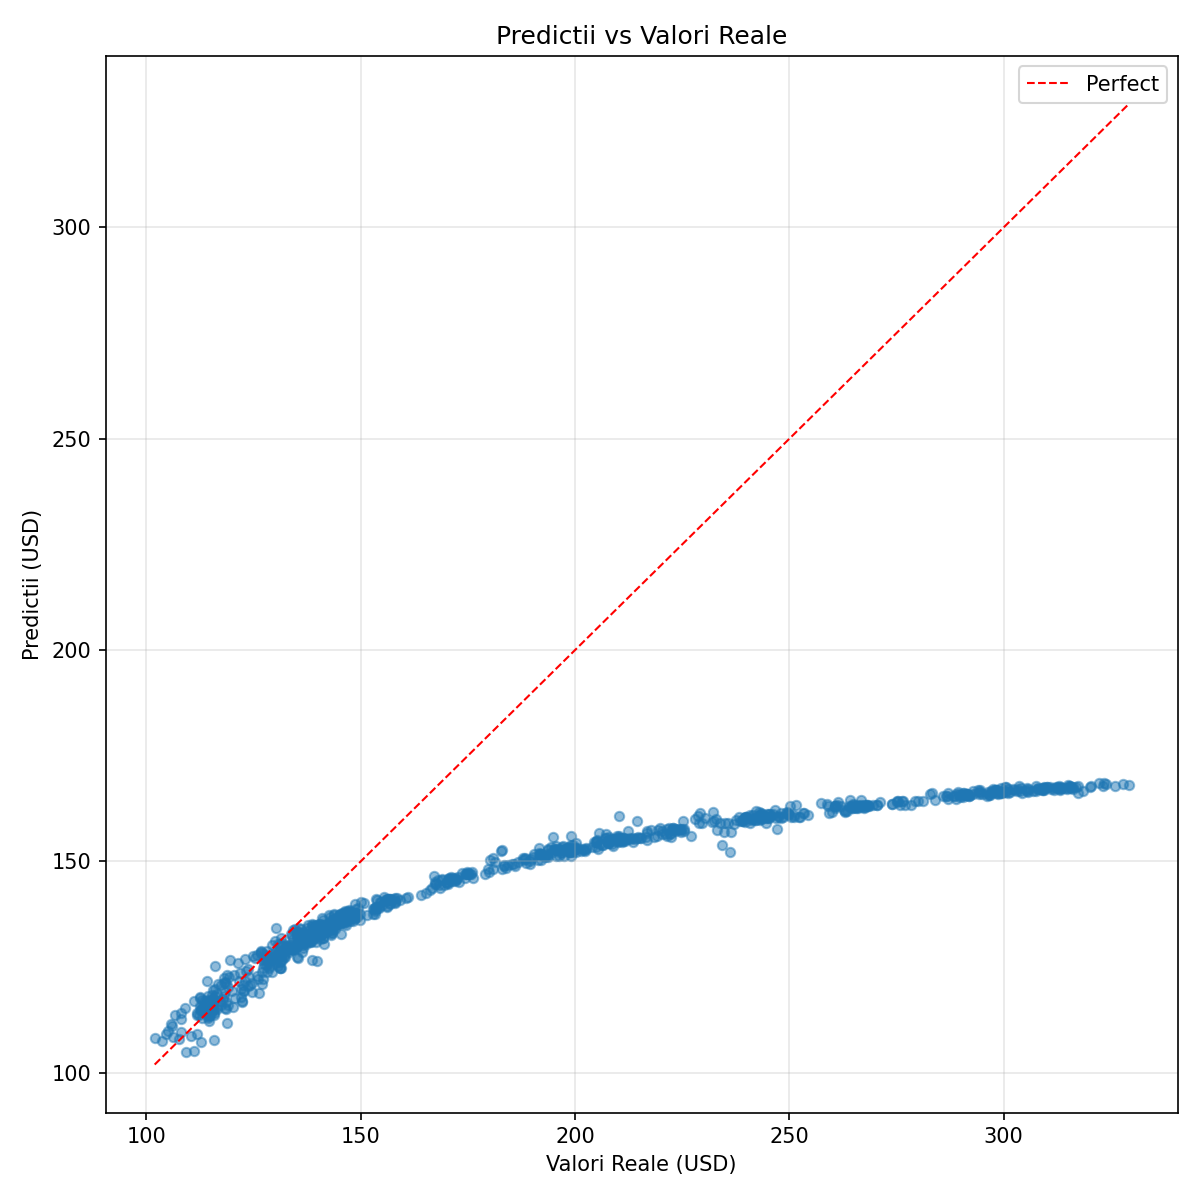 Predictii vs Valori Reale
Perfect
300
250
200
150
100
Predictii (USD)
100 150 200 250 300
Valori Reale (USD)